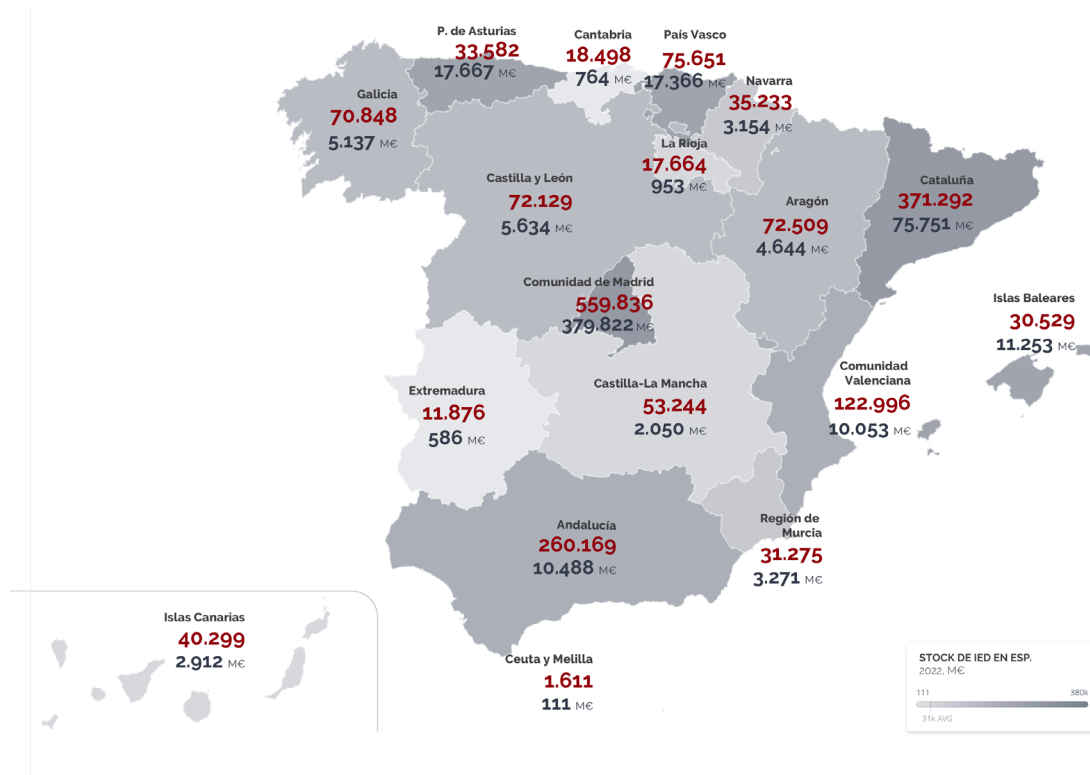 P. de Asturias
33.582
17.667 M€
Cantabria
18.498
764 M€
País Vasco
75.651
17.366 M€
Navarra
35.233
3.154 M€
Galicia
70.848
5.137 M€
La Rioja
17.664
953 M€
Castilla y León
72.129
5.634 M€
Aragón
72.509
4.644 M€
Cataluña
371.292
75.751 M€
Comunidad de Madrid
559.836
379.822 M€
Islas Baleares
30.529
11.253 M€
Extremadura
11.876
586 M€
Castilla-La Mancha
53.244
2.050 M€
Comunidad
Valenciana
122.996
10.053 M€
Andalucía
260.169
10.488 M€
Región de
Murcia
31.275
3.271 M€
Islas Canarias
40.299
2.912 M€
Ceuta y Melilla
1.611
111 M€
STOCK DE IED EN ESP.
2022, M€
111 380k
31k AVG